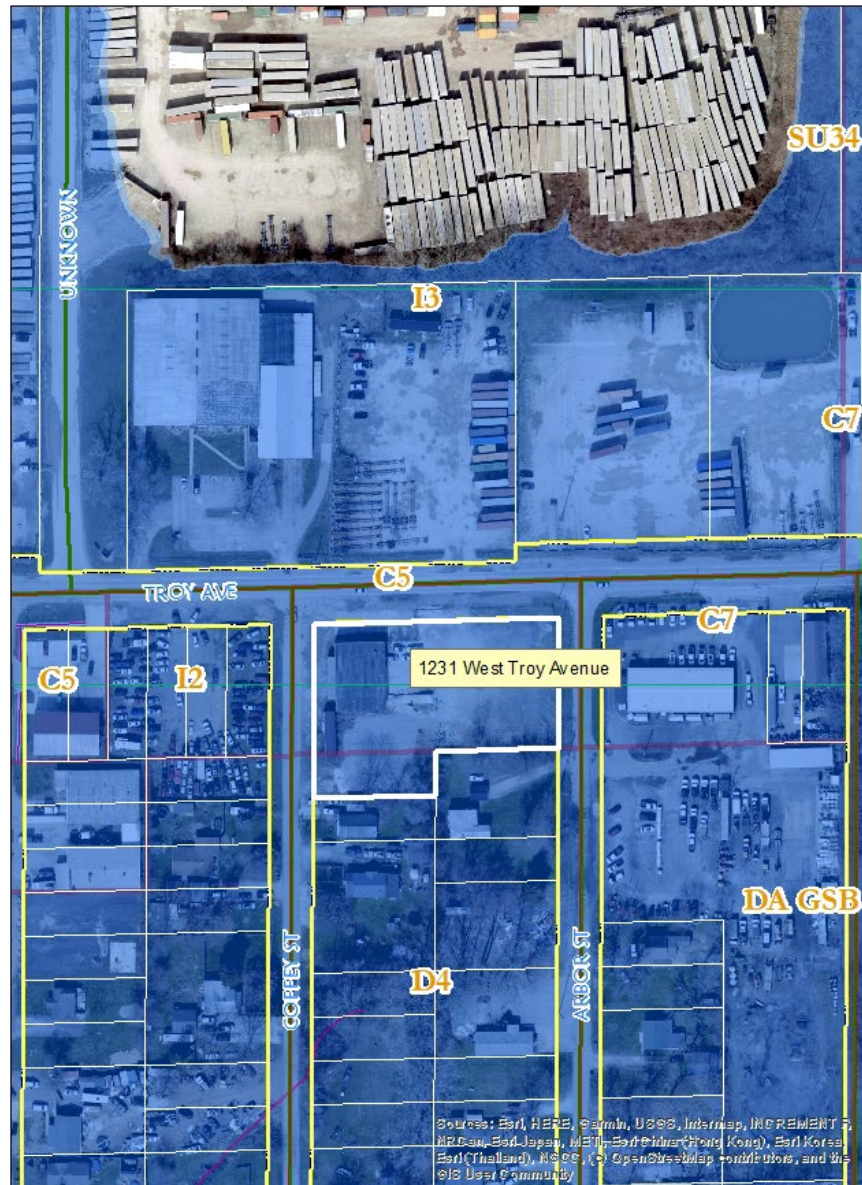 SU34
UNKNOWN
I3
C7
C5
TROY AVE
C7
C5
I2
1231 West Troy Avenue
DA GSB
COFFEY ST
D4
ARBOR ST
Sources: Esri, HERE, Garmin, USGS, Intermap, INCREMENT P,
NRCan, Esri Japan, METI, Esri China (Hong Kong), Esri Korea,
Esri (Thailand), NGCC, (c) OpenStreetMap contributors, and the
GIS User Community